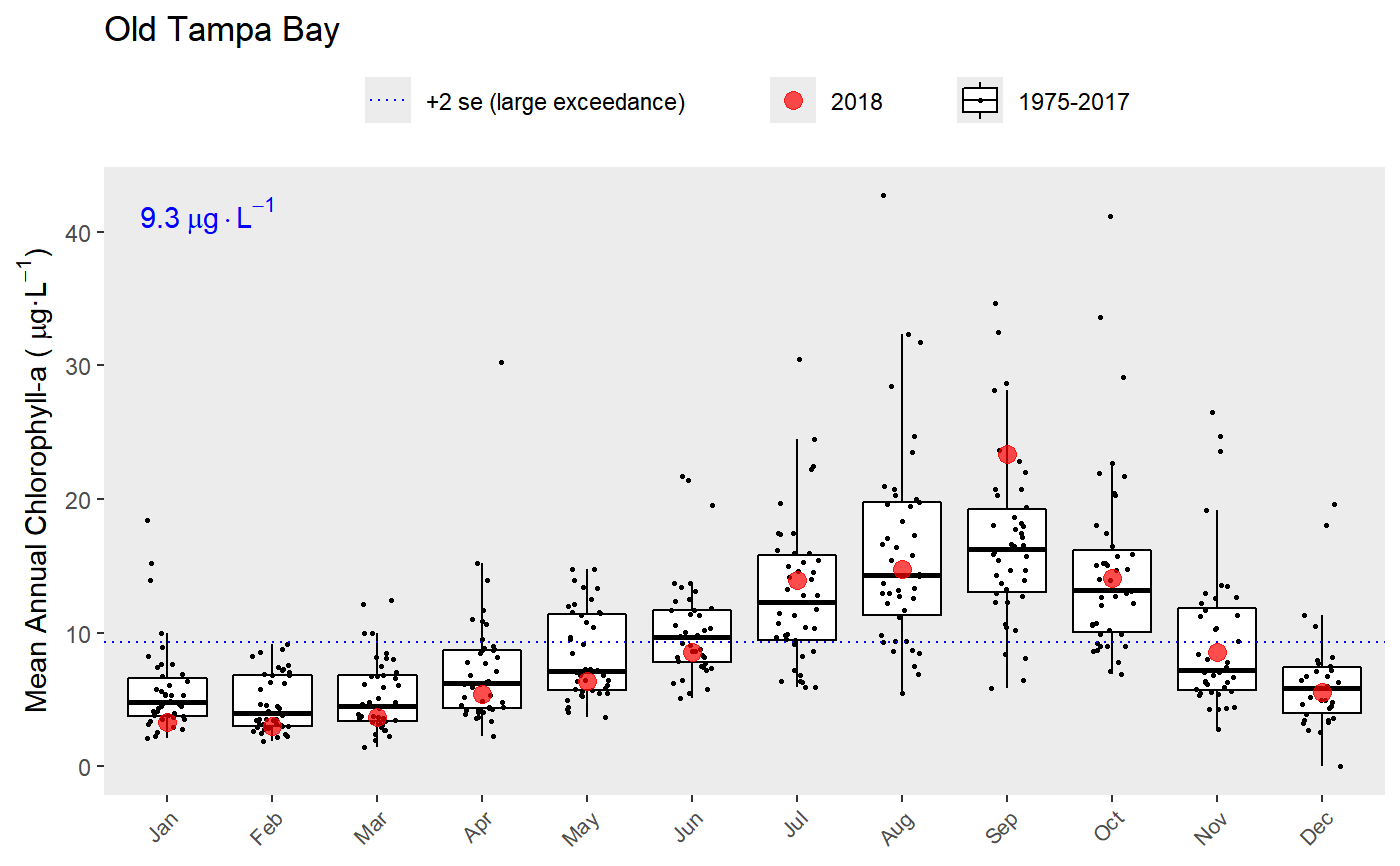 Old Tampa Bay
+2 se (large exceedance) 2018 1975-2017
9.3 μg·L⁻¹
Mean Annual Chlorophyll-a ( μg·L⁻¹)
40
30
20
10
0
Jan Feb Mar Apr May Jun Jul Aug Sep Oct Nov Dec